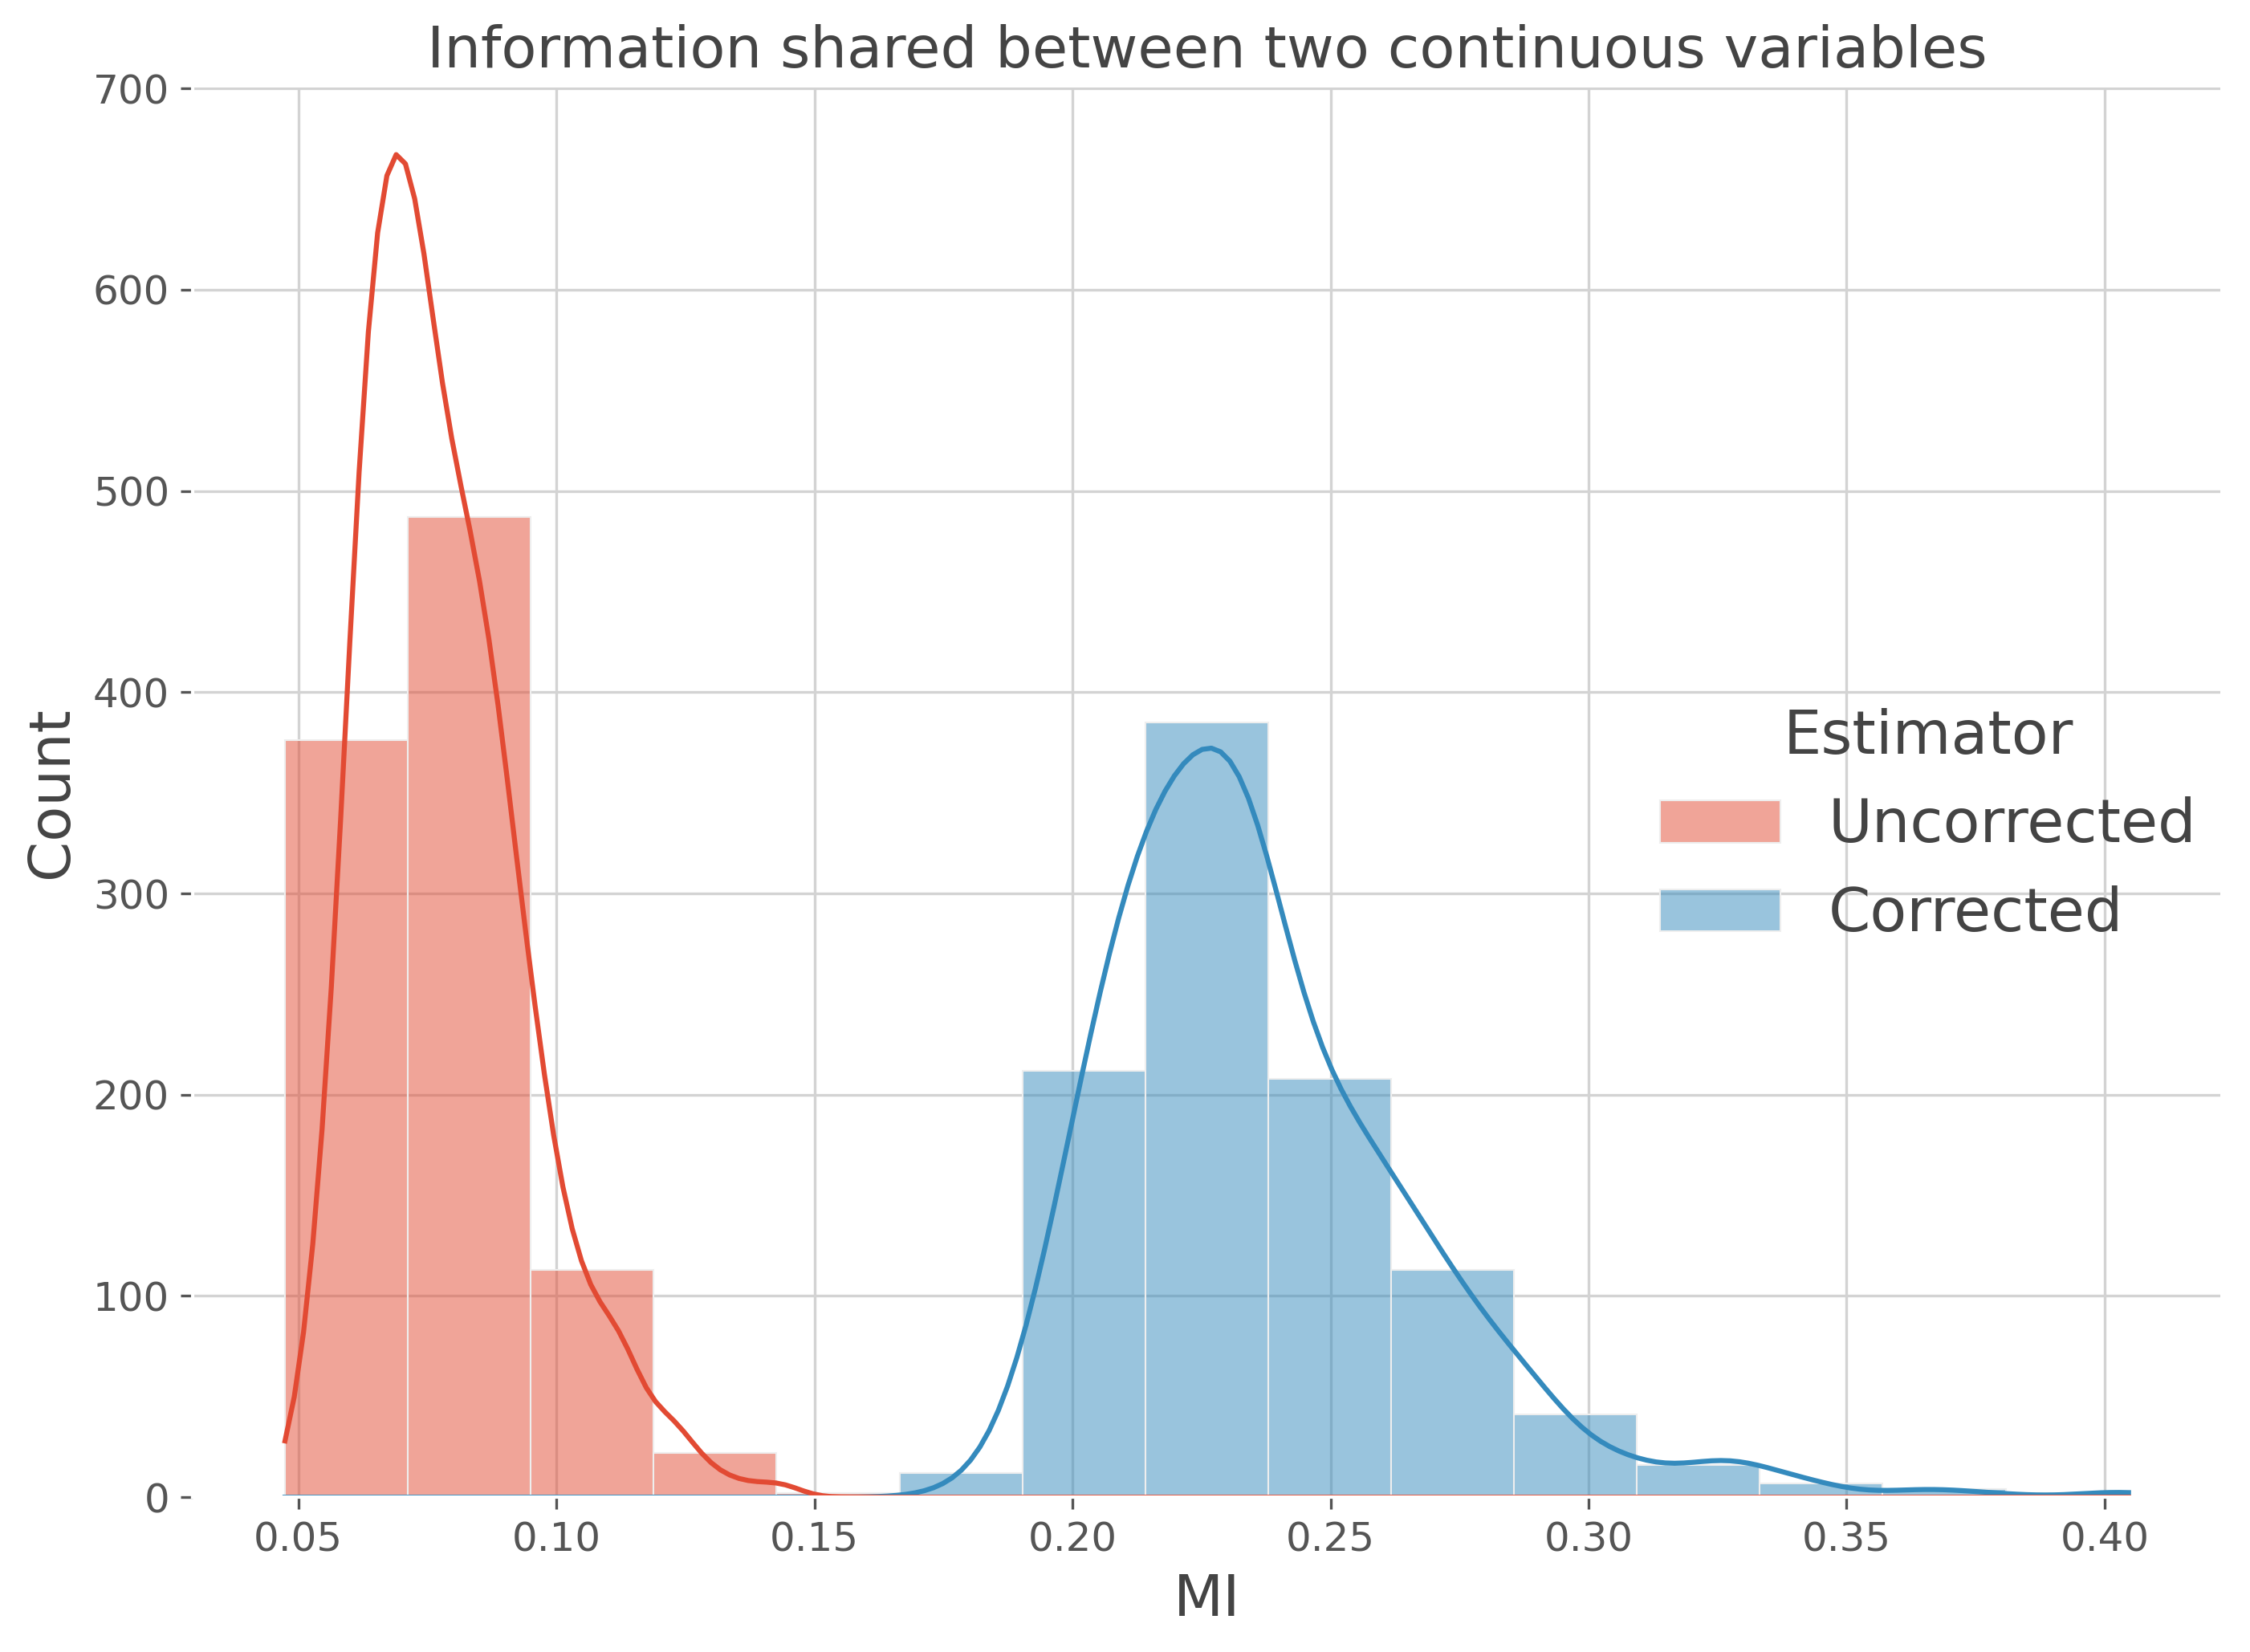 Information shared between two continuous variables
700
600
500
400
300
200
100
0
Count
Estimator
Uncorrected
Corrected
0.05 0.10 0.15 0.20 0.25 0.30 0.35 0.40
MI